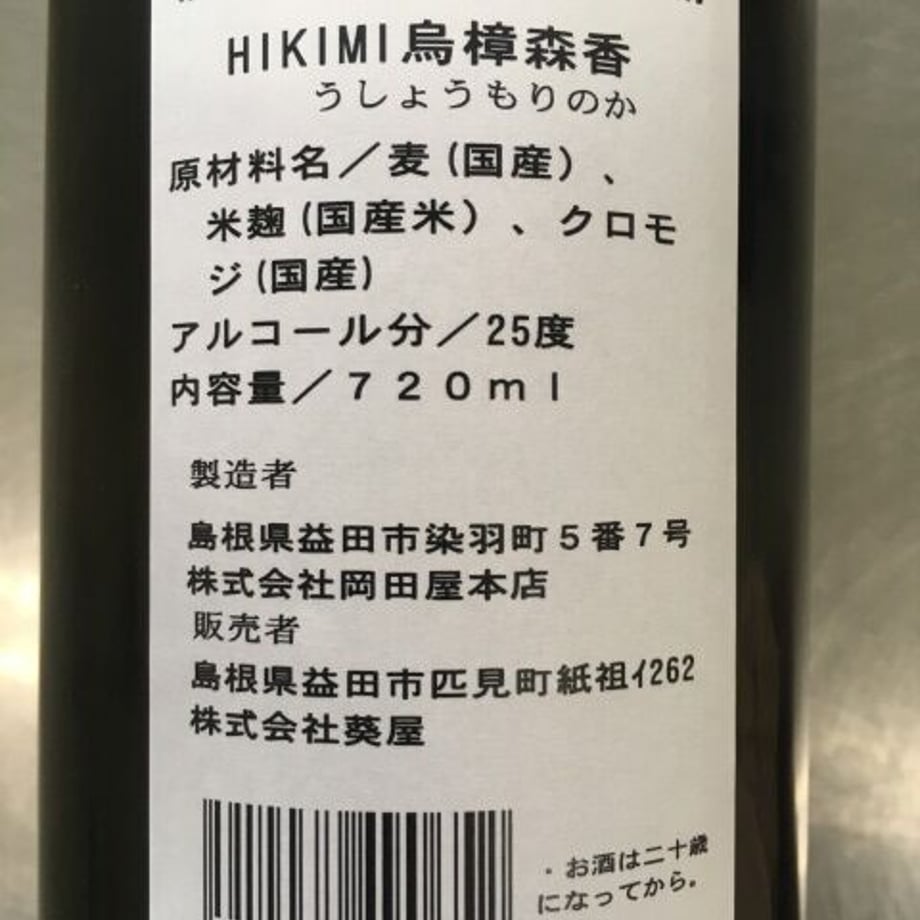 HIKIMI烏樟森香
うしょうもりのか
原材料名／麦(国産)、
米麹(国産米)、クロモ
ジ(国産)
アルコール分／25度
内容量／７２０ｍｌ
製造者
島根県益田市染羽町５番７号
株式会社岡田屋本店
販売者
島根県益田市匹見町紙祖ｲ262
株式会社葵屋
・お酒は二十歳
になってから。